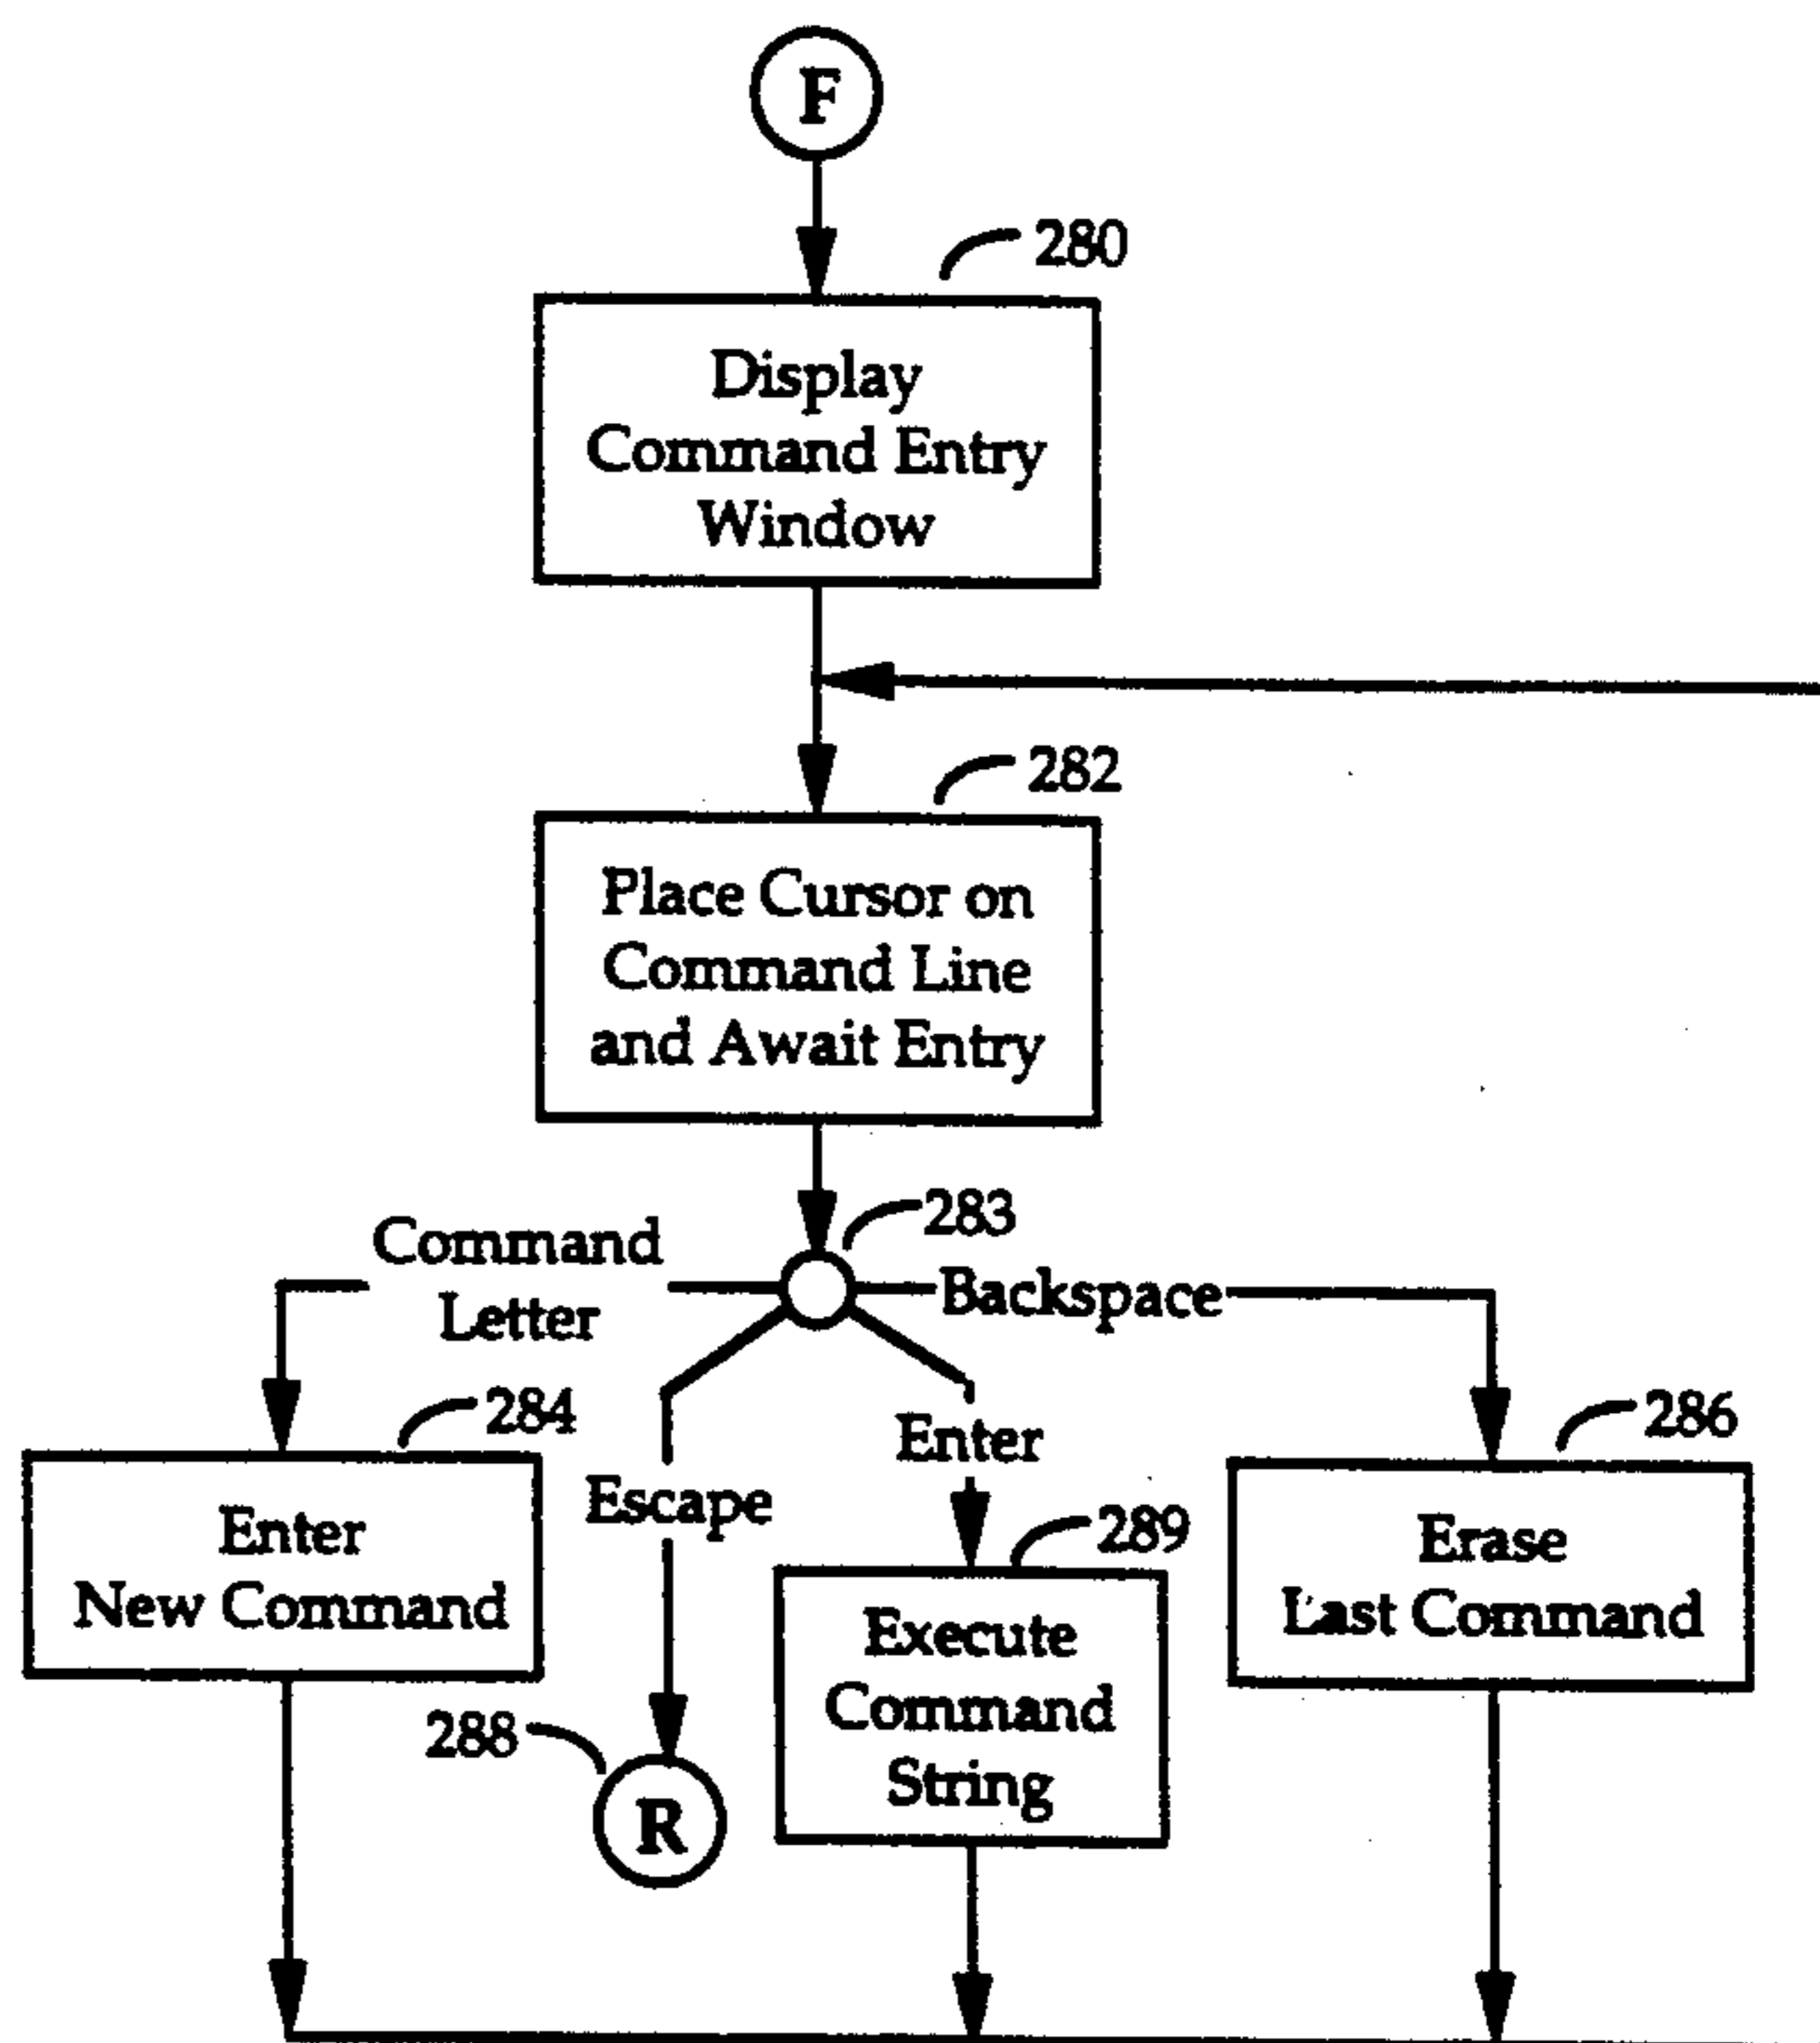 F
280
Display
Command Entry
Window
282
Place Cursor on
Command Line
and Await Entry
283
Command
Letter
Backspace
284
Enter
New Command
Escape
Enter
286
Erase
Last Command
289
Execute
Command
String
288
R